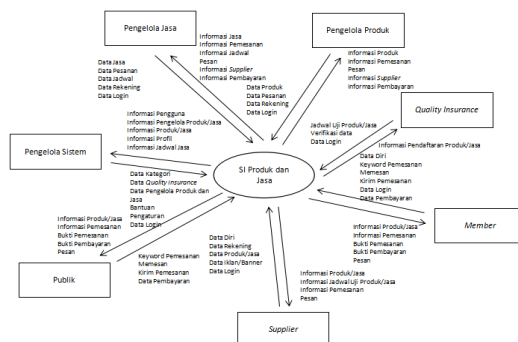 Pengelola Jasa
Pengelola Produk
Informasi Jasa
Informasi Pemesanan
Informasi Jadwal
Pesan
Informasi Supplier
Informasi Pembayaran
Data Jasa
Data Pesanan
Data Jadwal
Data Rekening
Data Login
Informasi Produk
Informasi Pemesanan
Pesan
Informasi Supplier
Informasi Pembayaran
Data Produk
Data Pesanan
Data Rekening
Data Login
Quality Insurance
Jadwal Uji Produk/Jasa
Verifikasi data
Data Login
Informasi Pendaftaran Produk/Jasa
Informasi Pengguna
Informasi Pengelola Produk/Jasa
Informasi Produk/Jasa
Informasi Profil
Informasi Jadwal Jasa
Pengelola Sistem
SI Produk dan
Jasa
Data Diri
Keyword Pemesanan
Memesan
Kirim Pemesanan
Data Login
Data Pembayaran
Data Kategori
Data Quality Insurance
Data Pengelola Produk dan
Jasa
Bantuan
Pengaturan
Data Login
Informasi Produk/Jasa
Informasi Pemesanan
Bukti Pemesanan
Bukti Pembayaran
Pesan
Member
Informasi Produk/Jasa
Informasi Pemesanan
Bukti Pemesanan
Bukti Pembayaran
Pesan
Publik
Keyword Pemesanan
Memesan
Kirim Pemesanan
Data Pembayaran
Data Diri
Data Rekening
Data Produk/Jasa
Data Iklan/Banner
Data Login
Informasi Produk/Jasa
Informasi Jadwal Uji Produk/Jasa
Informasi Pemesanan
Pesan
Supplier